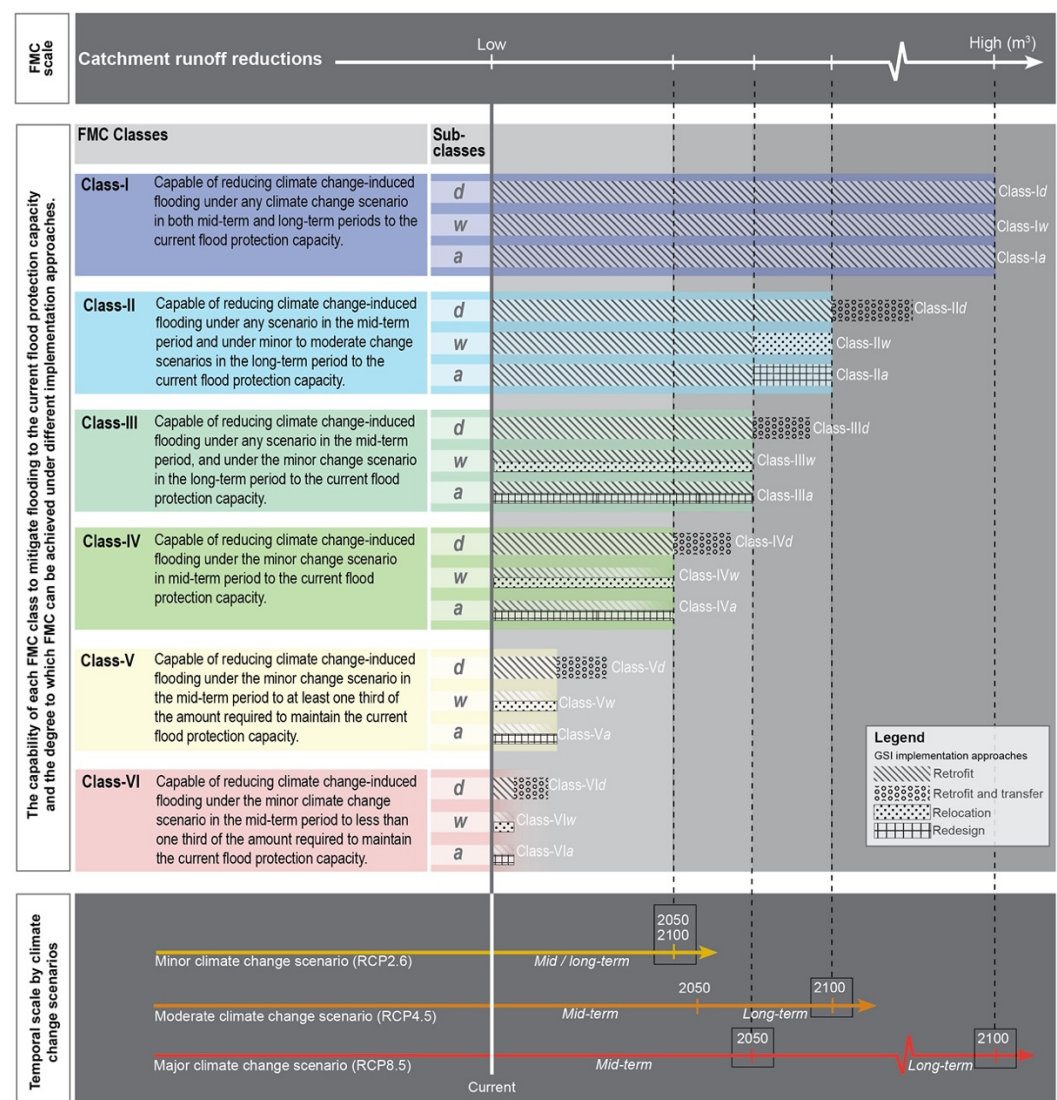 FMC
scale
Catchment runoff reductions
Low
High (m³)
The capability of each FMC class to mitigate flooding to the current flood protection capacity
and the degree to which FMC can be achieved under different implementation approaches.
FMC Classes
Sub-
classes
Class-I
Capable of reducing climate change-induced
flooding under any climate change scenario
in both mid-term and long-term periods to the
current flood protection capacity.
d
w
a
Class-Id
Class-Iw
Class-Ia
Class-II
Capable of reducing climate change-induced
flooding under any scenario in the mid-term
period and under minor to moderate change
scenarios in the long-term period to the
current flood protection capacity.
d
w
a
Class-IId
Class-IIw
Class-IIa
Class-III
Capable of reducing climate change-induced
flooding under any scenario in the mid-term
period, and under the minor change scenario
in the long-term period to the current flood
protection capacity.
d
w
a
Class-IIId
Class-IIIw
Class-IIIa
Class-IV
Capable of reducing climate change-induced
flooding under the minor change scenario
in mid-term period to the current flood
protection capacity.
d
w
a
Class-IVd
Class-IVw
Class-IVa
Class-V
Capable of reducing climate change-induced
flooding under the minor change scenario in
the mid-term period to at least one third of
the amount required to maintain the current
flood protection capacity.
d
w
a
Class-Vd
Class-Vw
Class-Va
Class-VI
Capable of reducing climate change-induced
flooding under the minor climate change
scenario in the mid-term period to less than
one third of the amount required to maintain
the current flood protection capacity.
d
w
a
Class-VId
Class-VIw
Class-VIa
Legend
GSI implementation approaches
Retrofit
Retrofit and transfer
Relocation
Redesign
Temporal scale by climate
change scenarios
2050
2100
Minor climate change scenario (RCP2.6)
Mid / long-term
2050
2100
Moderate climate change scenario (RCP4.5)
Mid-term
Long-term
2050
2100
Major climate change scenario (RCP8.5)
Mid-term
Long-term
Current